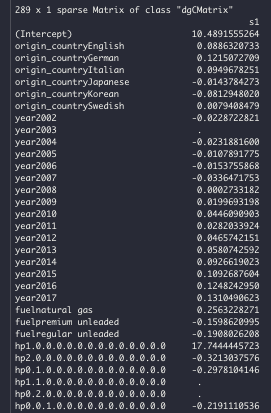 289 x 1 sparse Matrix of class "dgCMatrix"
s1
(Intercept) 10.4891555264
origin_countryEnglish 0.0886320733
origin_countryGerman 0.1215072709
origin_countryItalian 0.0949678251
origin_countryJapanese -0.0143784273
origin_countryKorean -0.0812948020
origin_countrySwedish 0.0079408479
year2002 -0.0228722821
year2003 .
year2004 -0.0231881600
year2005 -0.0107891775
year2006 -0.0153755868
year2007 -0.0336471753
year2008 0.0002733182
year2009 0.0199693198
year2010 0.0446090903
year2011 0.0282033924
year2012 0.0465742151
year2013 0.0580742592
year2014 0.0926619023
year2015 0.1092687604
year2016 0.1248242950
year2017 0.1310490623
fuelnatural gas 0.2563228271
fuelpremium unleaded -0.1598620995
fuelregular unleaded -0.1908026208
hp1.0.0.0.0.0.0.0.0.0.0.0.0.0 17.7444445723
hp2.0.0.0.0.0.0.0.0.0.0.0.0.0 -0.3213037576
hp0.1.0.0.0.0.0.0.0.0.0.0.0.0 -0.2978104146
hp1.1.0.0.0.0.0.0.0.0.0.0.0.0 .
hp0.2.0.0.0.0.0.0.0.0.0.0.0.0 .
hp0.0.1.0.0.0.0.0.0.0.0.0.0.0 -0.2191110536